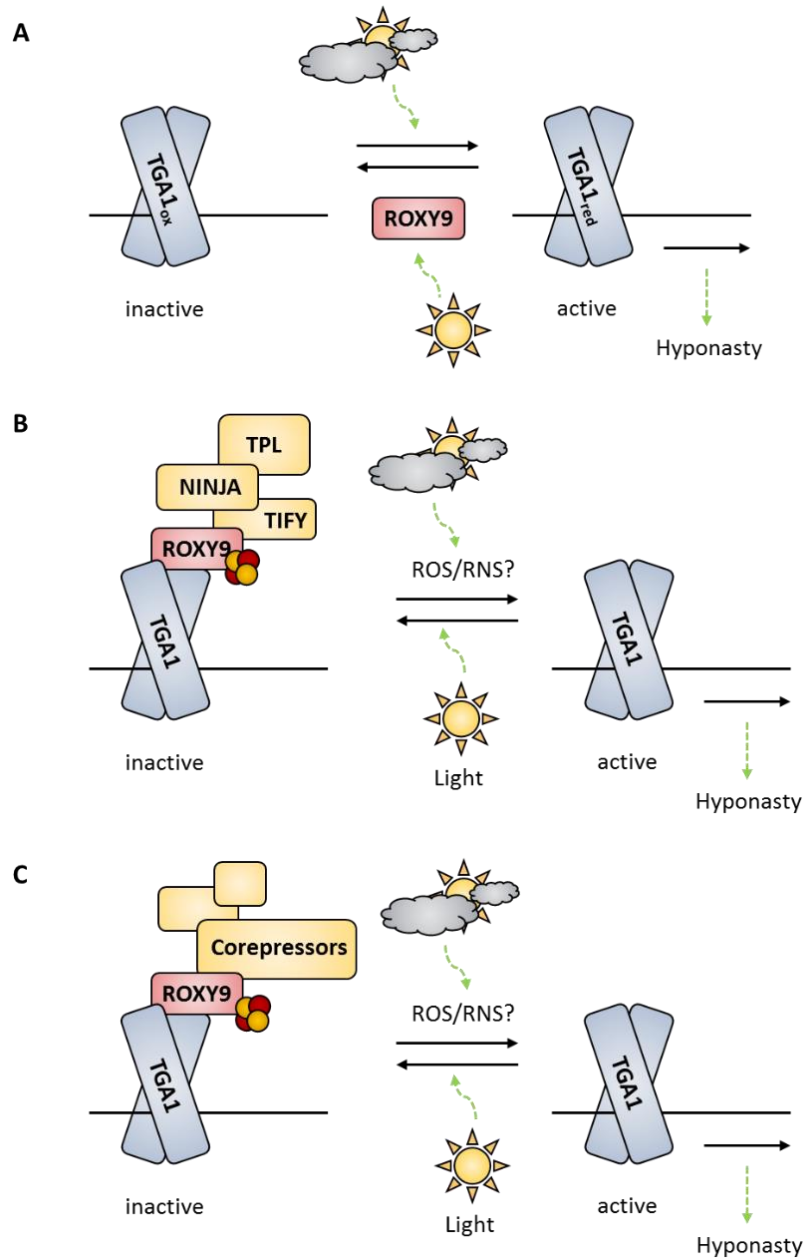 A
TGA1ox
inactive
ROXY9
TGA1red
active
Hyponasty
B
TPL
NINJA
TIFY
ROXY9
TGA1
inactive
ROS/RNS?
Light
TGA1
active
Hyponasty
C
Corepressors
ROXY9
TGA1
inactive
ROS/RNS?
Light
TGA1
active
Hyponasty